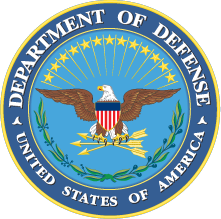 DEPARTMENT OF DEFENSE
UNITED STATES OF AMERICA